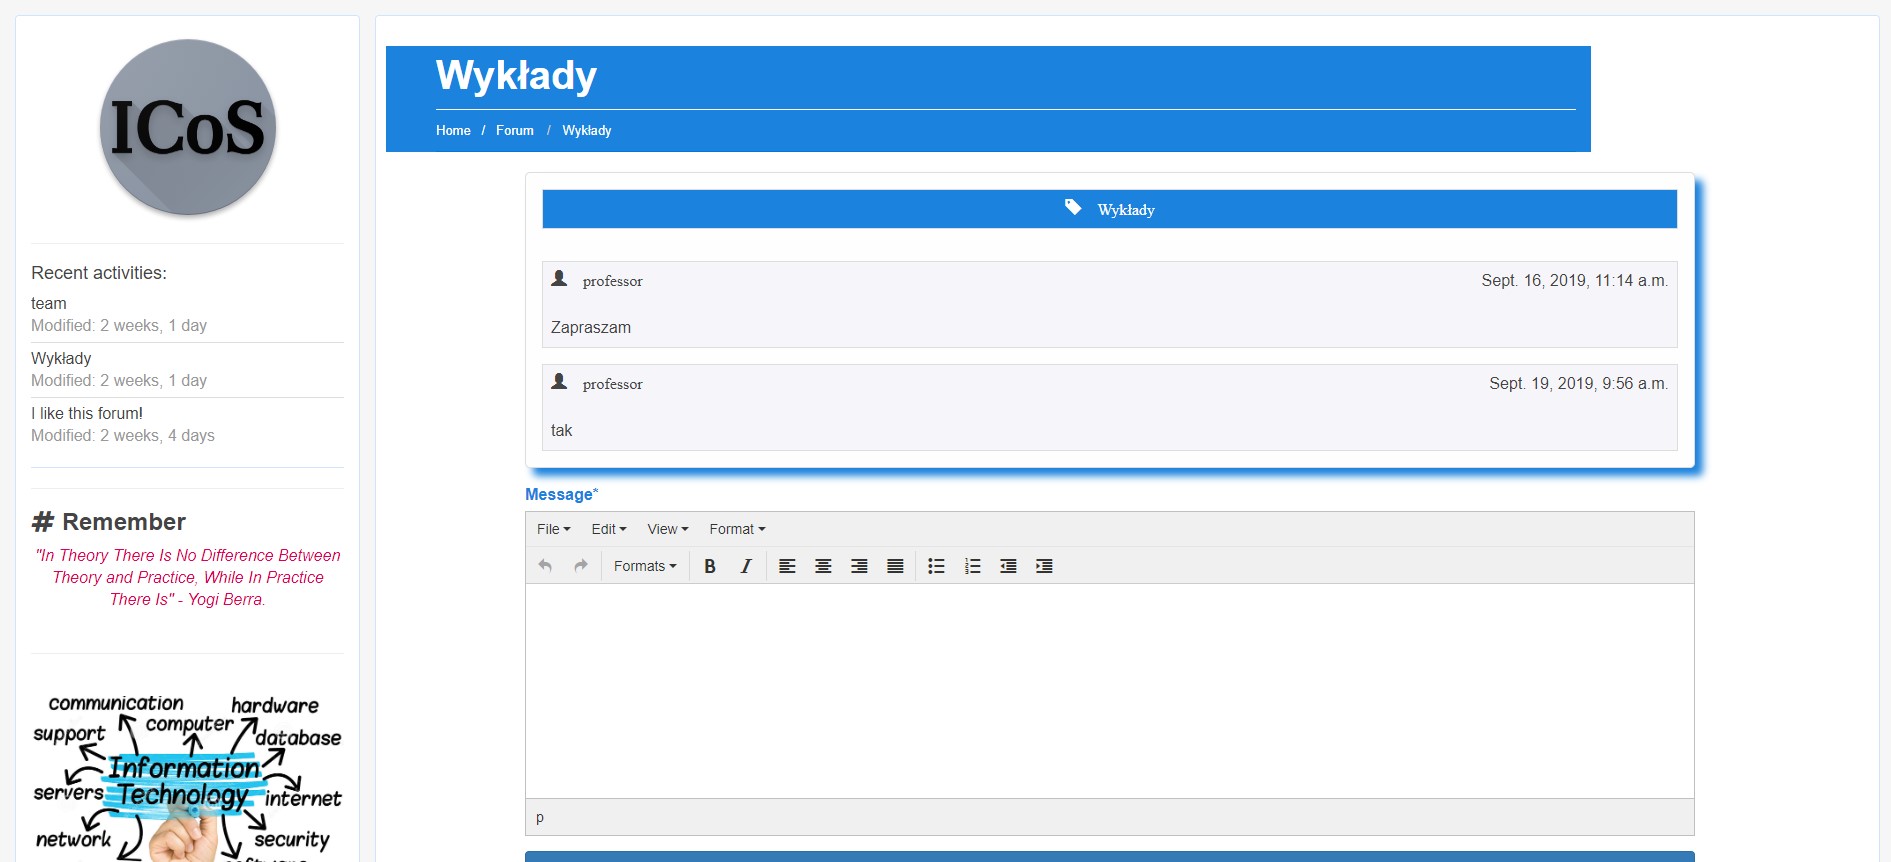 ICoS
Recent activities:
team
Modified: 2 weeks, 1 day
Wykłady
Modified: 2 weeks, 1 day
I like this forum!
Modified: 2 weeks, 4 days
# Remember
"In Theory There Is No Difference Between
Theory and Practice, While In Practice
There Is" - Yogi Berra.
communication
hardware
computer
support
database
Information
Technology
servers
internet
network
security
Wykłady
Home / Forum / Wykłady
Wykłady
professor Sept. 16, 2019, 11:14 a.m.
Zapraszam
professor Sept. 19, 2019, 9:56 a.m.
tak
Message*
File Edit View Format
Formats B I
p